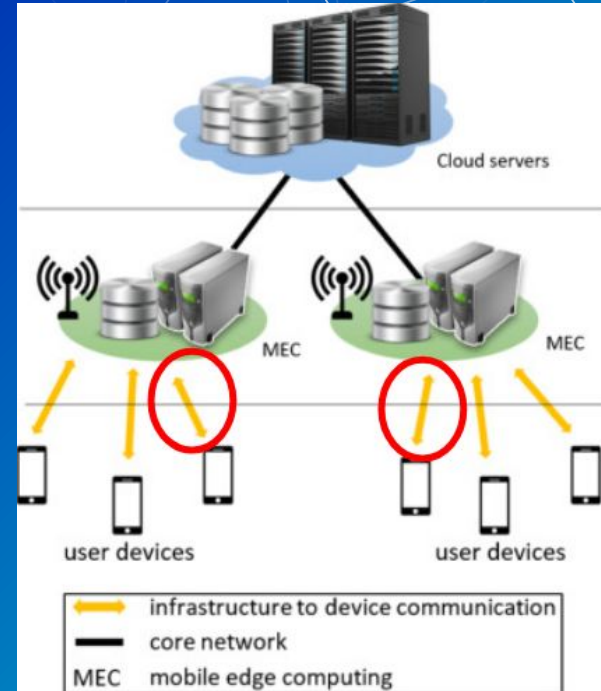 Cloud servers
MEC
MEC
user devices
user devices
infrastructure to device communication
core network
MEC mobile edge computing